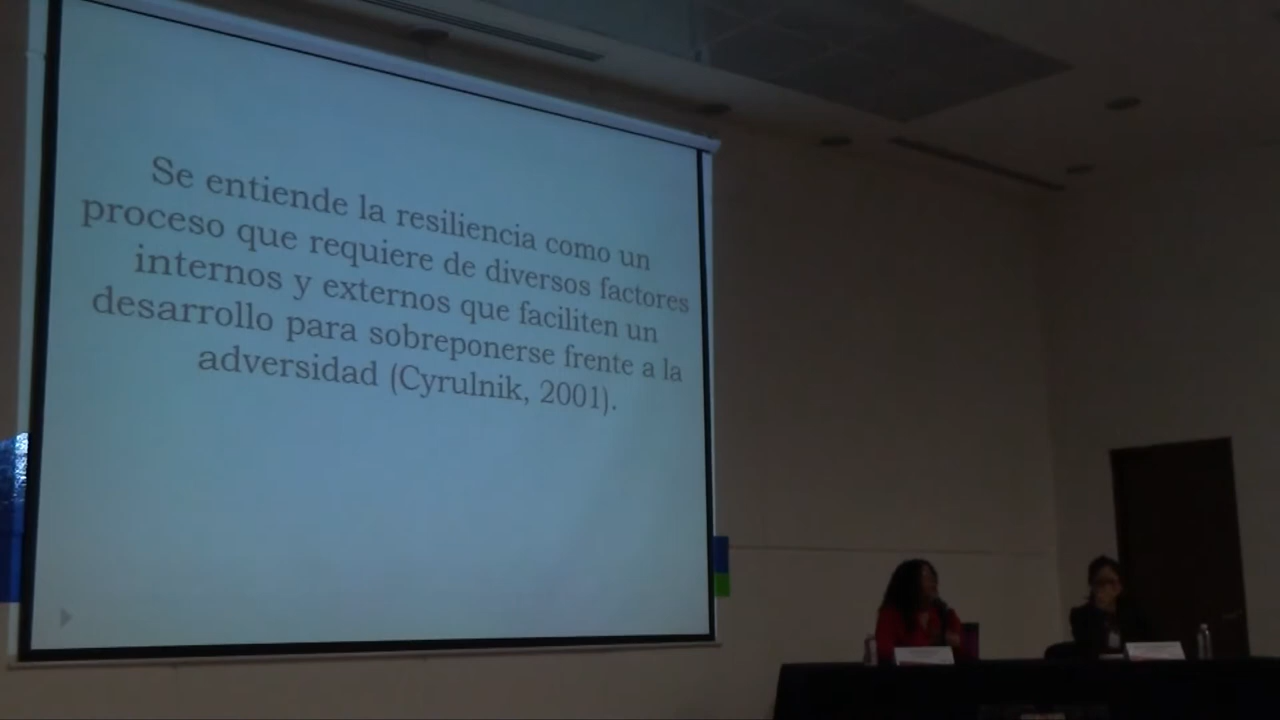 Se entiende la resiliencia como un
proceso que requiere de diversos factores
internos y externos que faciliten un
desarrollo para sobreponerse frente a la
adversidad (Cyrulnik, 2001).